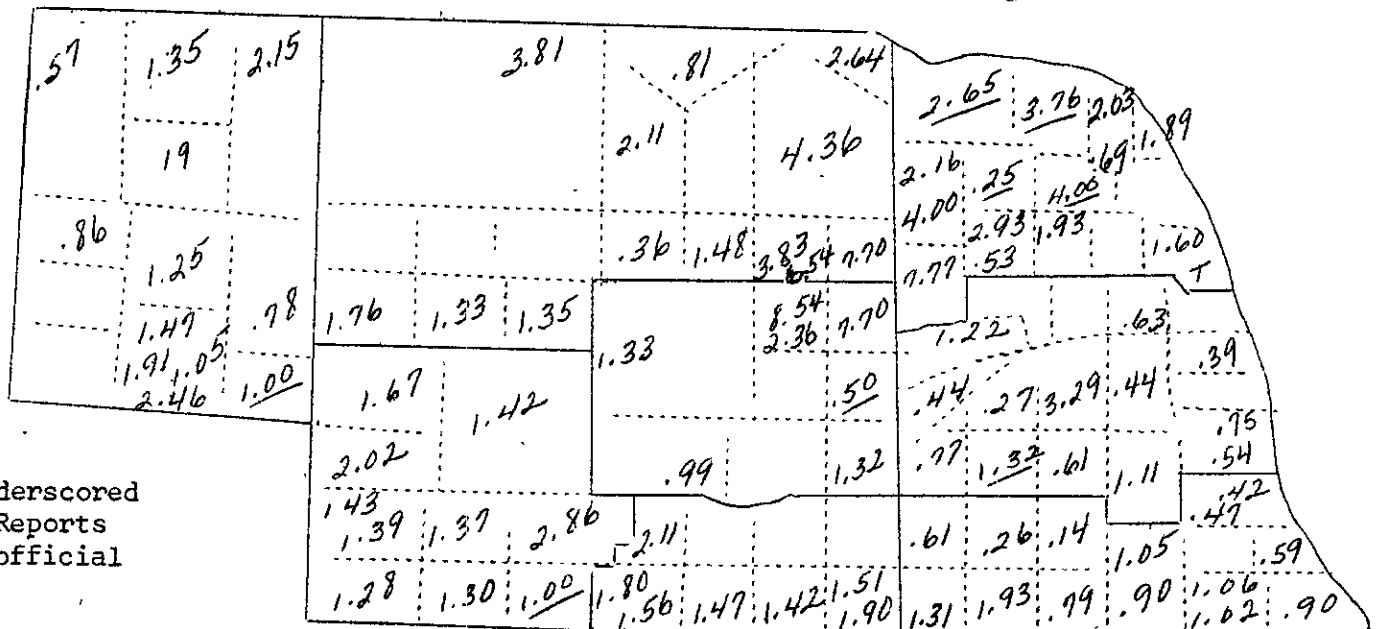 .57 1.35 2.15 3.81 .81 2.64
2.65 3.76 2.03 1.89
19 2.11 4.36
2.16 .25 4.00 .69
4.00 2.93 1.93
.86 1.25 .36 1.48 3.83 7.70 7.77 .53 1.60 T
1.47 .78 1.76 1.33 1.35 8.54 7.70
1.33 2.36 1.22 .63
1.91 1.05 .39
2.46 1.00 1.67 1.42 .50 .44 .27 3.29 .44
.75
2.02 .99 1.32 .77 1.32 .61 1.11 .54
derscored
1.43 .42
Reports 1.39 1.37 2.86 2.11 .61 .26 .14 1.05 .47
official .59
1.28 1.30 1.00 1.80 1.51 1.06
1.56 1.47 1.42 1.90 1.31 1.93 .79 .90 1.02 .90